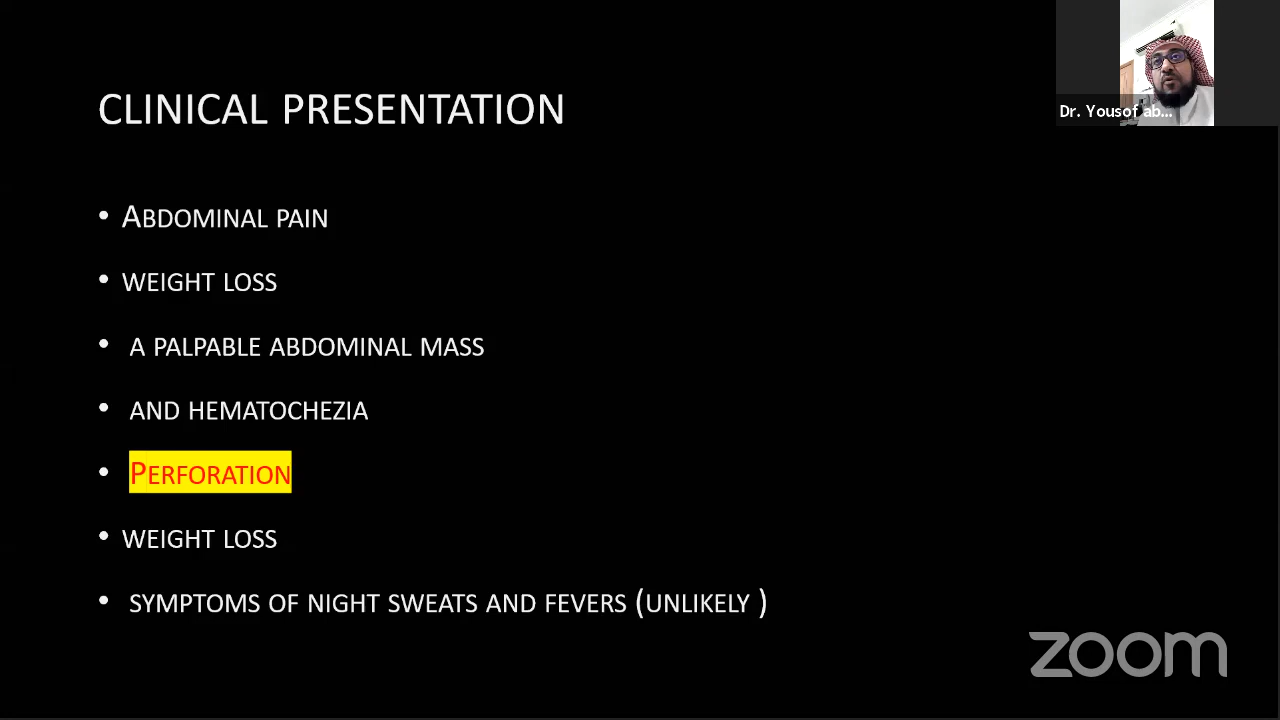 CLINICAL PRESENTATION
Dr. Yousof ab...
• ABDOMINAL PAIN
• WEIGHT LOSS
• A PALPABLE ABDOMINAL MASS
• AND HEMATOCHEZIA
• PERFORATION
• WEIGHT LOSS
• SYMPTOMS OF NIGHT SWEATS AND FEVERS (UNLIKELY )
zoom